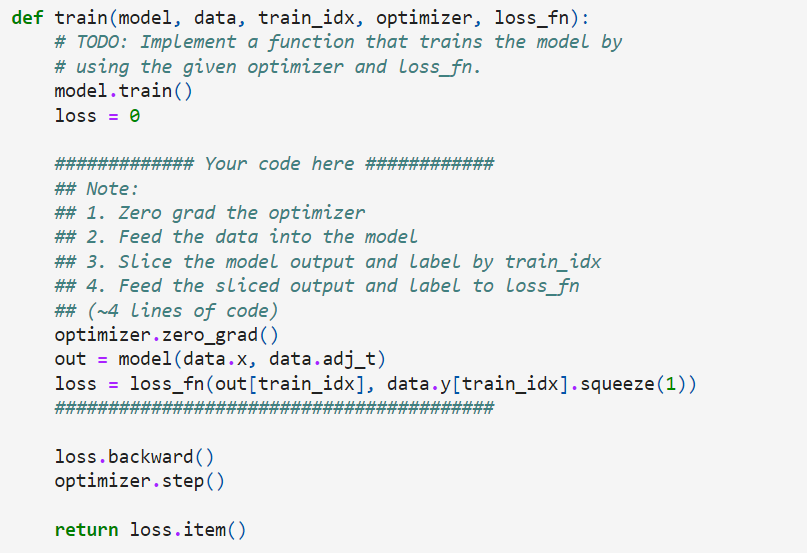 def train(model, data, train_idx, optimizer, loss_fn):
    # TODO: Implement a function that trains the model by
    # using the given optimizer and loss_fn.
    model.train()
    loss = 0

    ############# Your code here ############
    ## Note:
    ## 1. Zero grad the optimizer
    ## 2. Feed the data into the model
    ## 3. Slice the model output and label by train_idx
    ## 4. Feed the sliced output and label to loss_fn
    ## (~4 lines of code)
    optimizer.zero_grad()
    out = model(data.x, data.adj_t)
    loss = loss_fn(out[train_idx], data.y[train_idx].squeeze(1))
    #########################################

    loss.backward()
    optimizer.step()

    return loss.item()